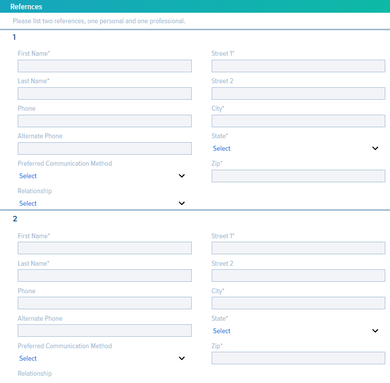 Refernces
Please list two references, one personal and one professional.
1
First Name* Street 1*
Last Name* Street 2
Phone City*
Alternate Phone State*
Select
Preferred Communication Method Zip*
Select
Relationship
Select
2
First Name* Street 1*
Last Name* Street 2
Phone City*
Alternate Phone State*
Select
Preferred Communication Method Zip*
Select
Relationship